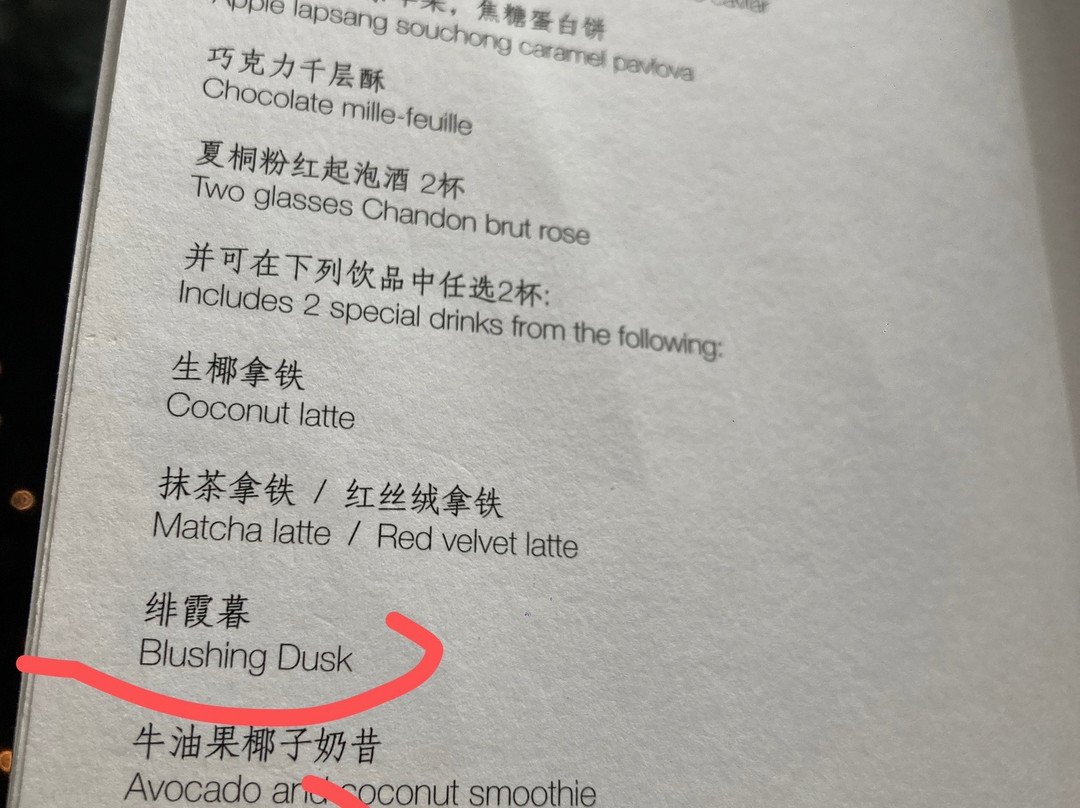 焦糖蛋白饼
Apple lapsang souchong caramel pavlova
巧克力千层酥
Chocolate mille-feuille
夏桐粉红起泡酒 2杯
Two glasses Chandon brut rose
并可在下列饮品中任选2杯:
Includes 2 special drinks from the following:
生椰拿铁
Coconut latte
抹茶拿铁 / 红丝绒拿铁
Matcha latte / Red velvet latte
绯霞暮
Blushing Dusk
牛油果椰子奶昔
Avocado and coconut smoothie